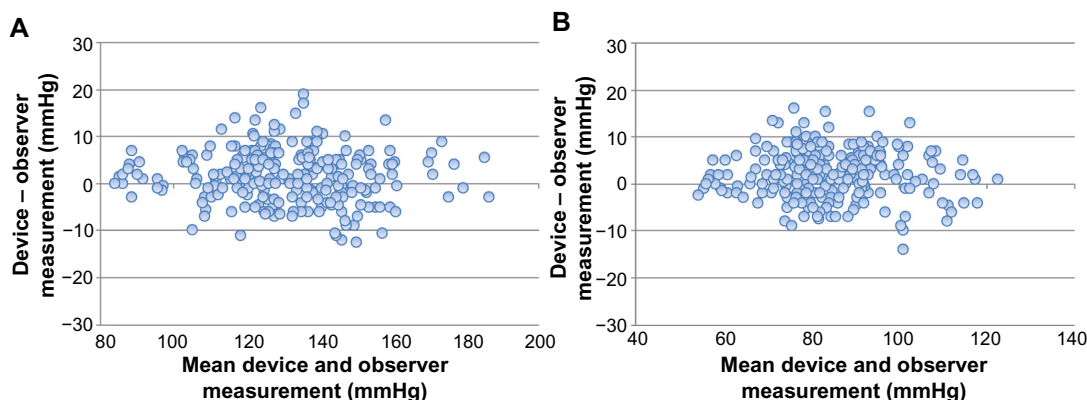 A
Device – observer
measurement (mmHg)
30
20
10
0
−10
−20
−30
80 100 120 140 160 180 200
Mean device and observer
measurement (mmHg)
B
Device – observer
measurement (mmHg)
30
20
10
0
−10
−20
−30
40 60 80 100 120 140
Mean device and observer
measurement (mmHg)